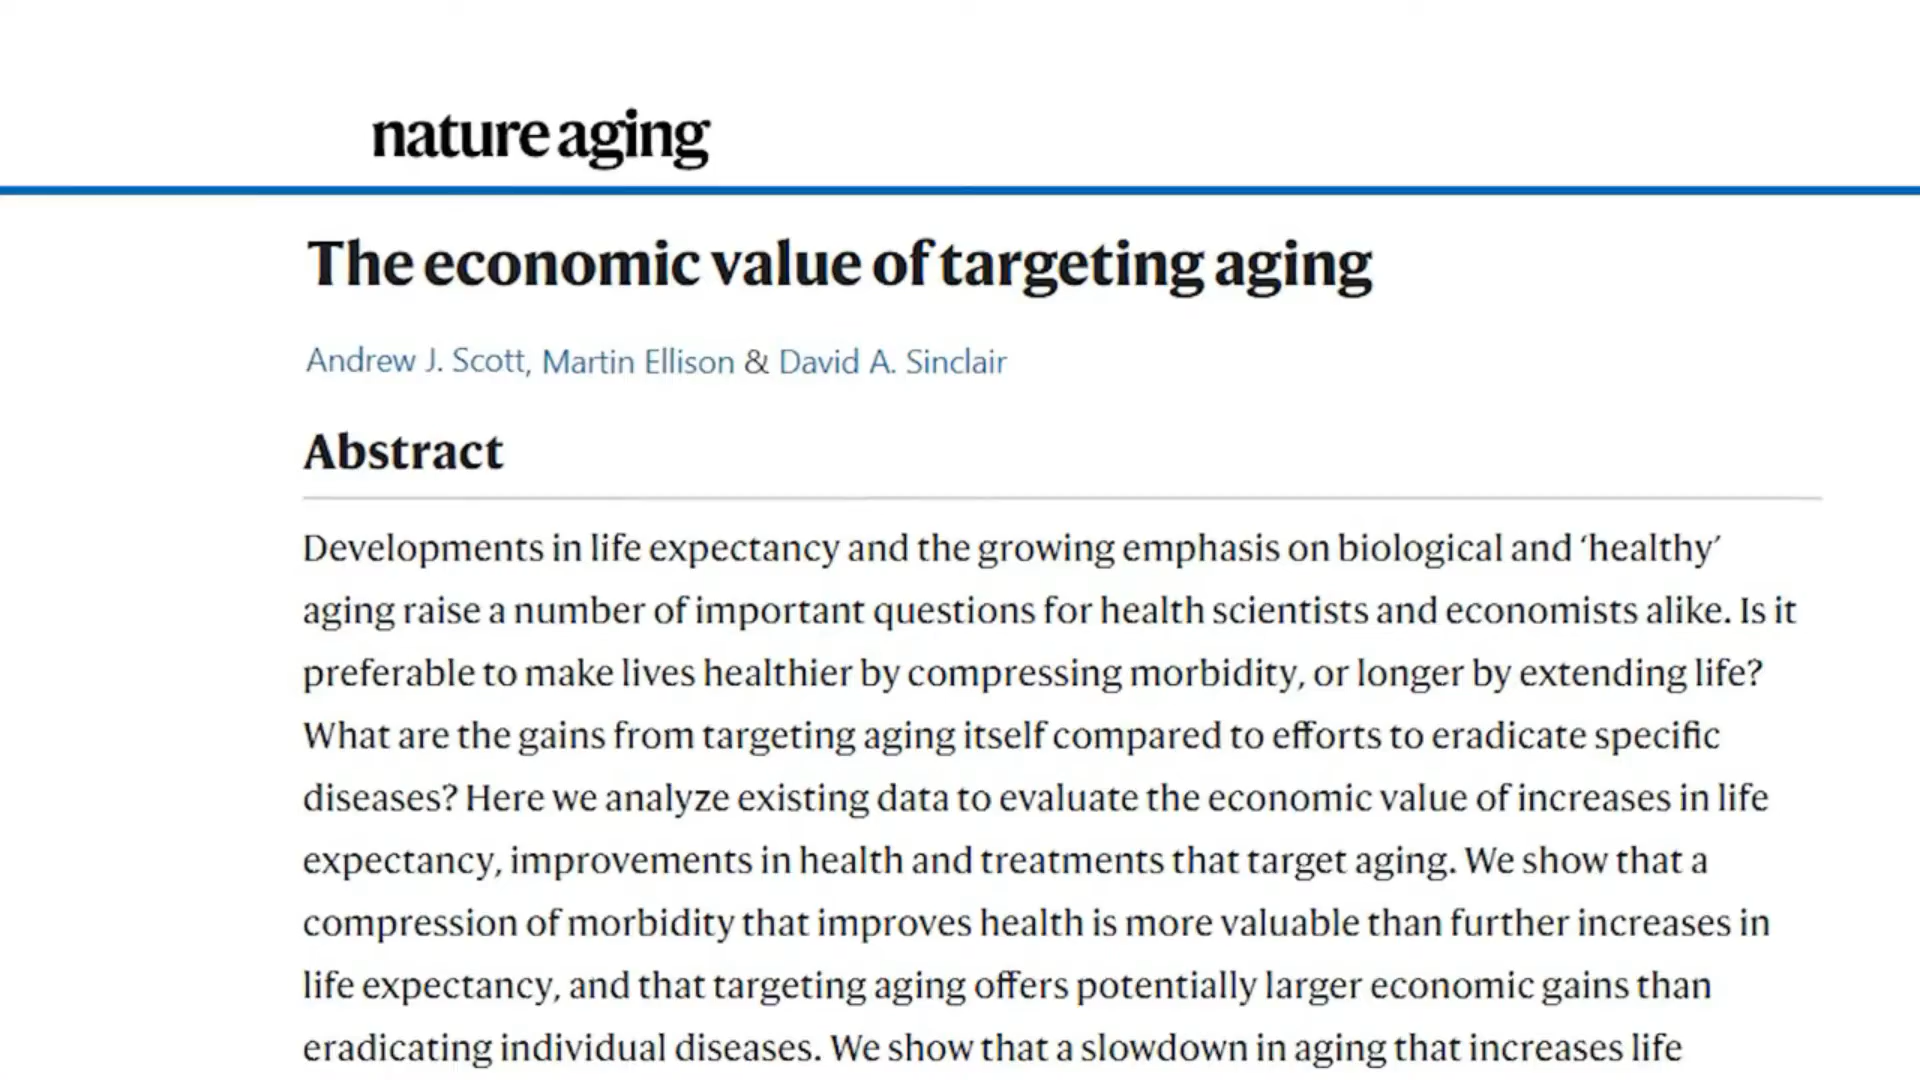 nature aging
The economic value of targeting aging
Andrew J. Scott, Martin Ellison & David A. Sinclair
Abstract
Developments in life expectancy and the growing emphasis on biological and ‘healthy’
aging raise a number of important questions for health scientists and economists alike. Is it
preferable to make lives healthier by compressing morbidity, or longer by extending life?
What are the gains from targeting aging itself compared to efforts to eradicate specific
diseases? Here we analyze existing data to evaluate the economic value of increases in life
expectancy, improvements in health and treatments that target aging. We show that a
compression of morbidity that improves health is more valuable than further increases in
life expectancy, and that targeting aging offers potentially larger economic gains than
eradicating individual diseases. We show that a slowdown in aging that increases life